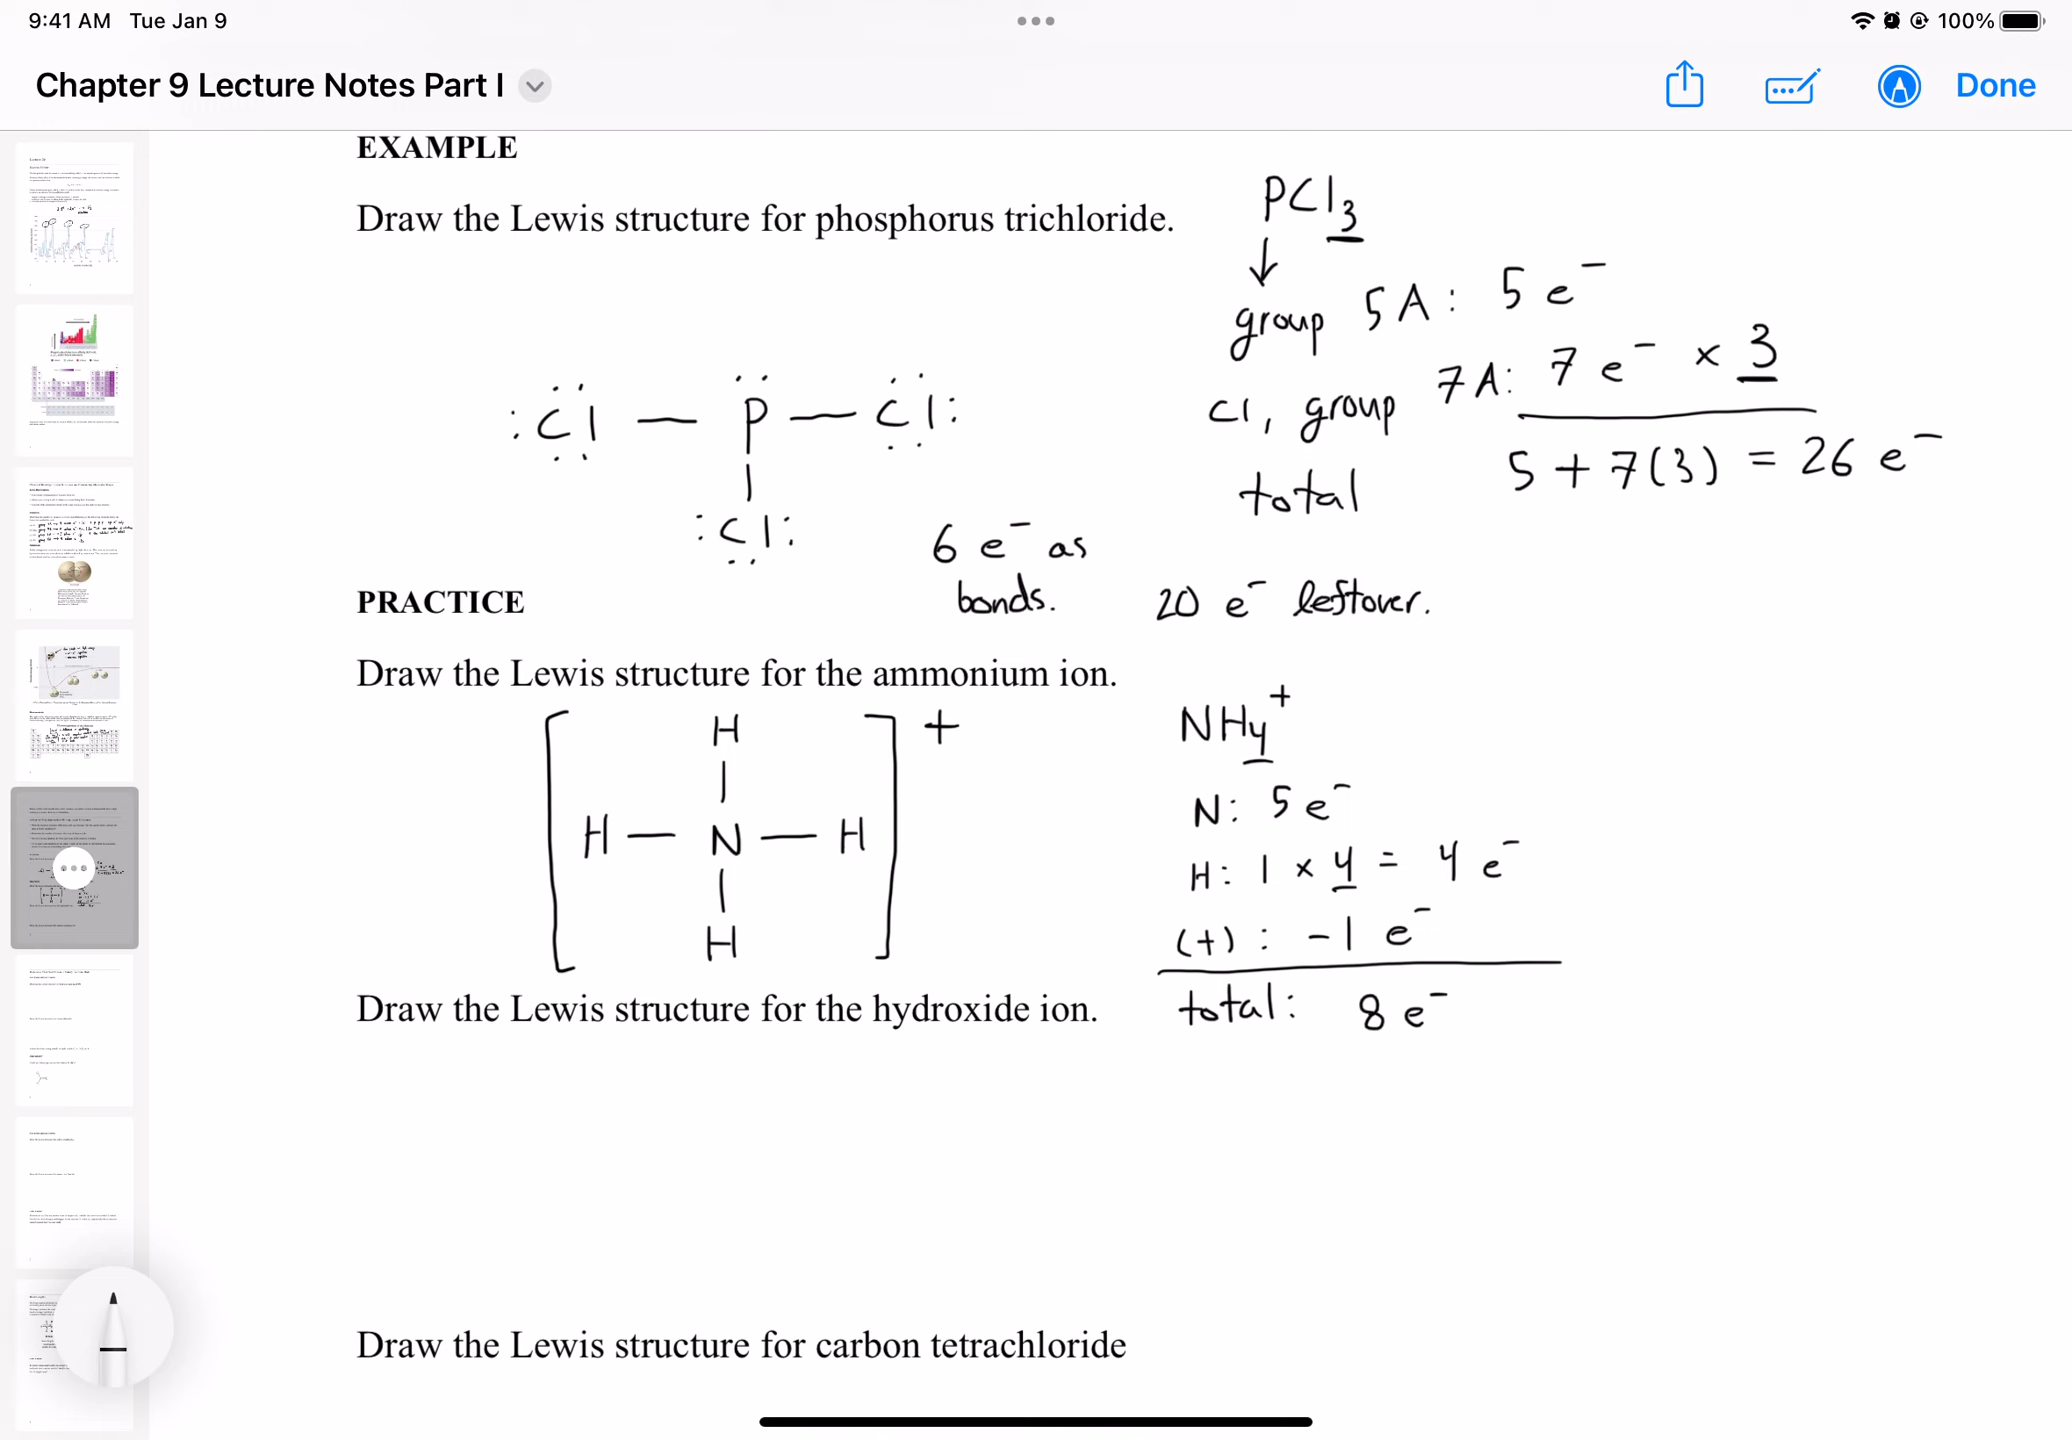 9:41 AM Tue Jan 9
100%
Chapter 9 Lecture Notes Part I
Done
EXAMPLE
Draw the Lewis structure for phosphorus trichloride.
PCl3
↓
group 5A: 5 e⁻
Cl, group 7A: 7 e⁻ × 3
total 5 + 7(3) = 26 e⁻
:Cl — P — Cl:
|
:Cl:
6 e⁻ as
bonds.
20 e⁻ leftover.
PRACTICE
Draw the Lewis structure for the ammonium ion.
H
|
[H — N — H]+
|
H
NH4+
N: 5 e⁻
H: 1 × 4 = 4 e⁻
(+): -1 e⁻
total: 8 e⁻
Draw the Lewis structure for the hydroxide ion.
Draw the Lewis structure for carbon tetrachloride